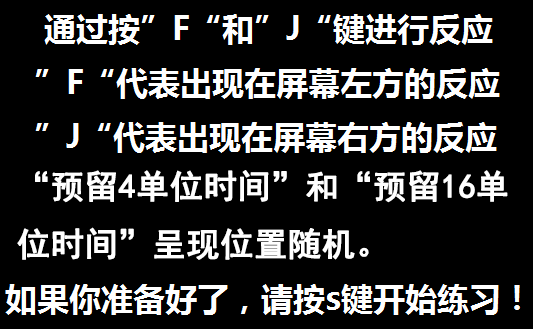 通过按”F“和”J“键进行反应
”F“代表出现在屏幕左方的反应
”J“代表出现在屏幕右方的反应
“预留4单位时间”和“预留16单
位时间”呈现位置随机。
如果你准备好了，请按s键开始练习！